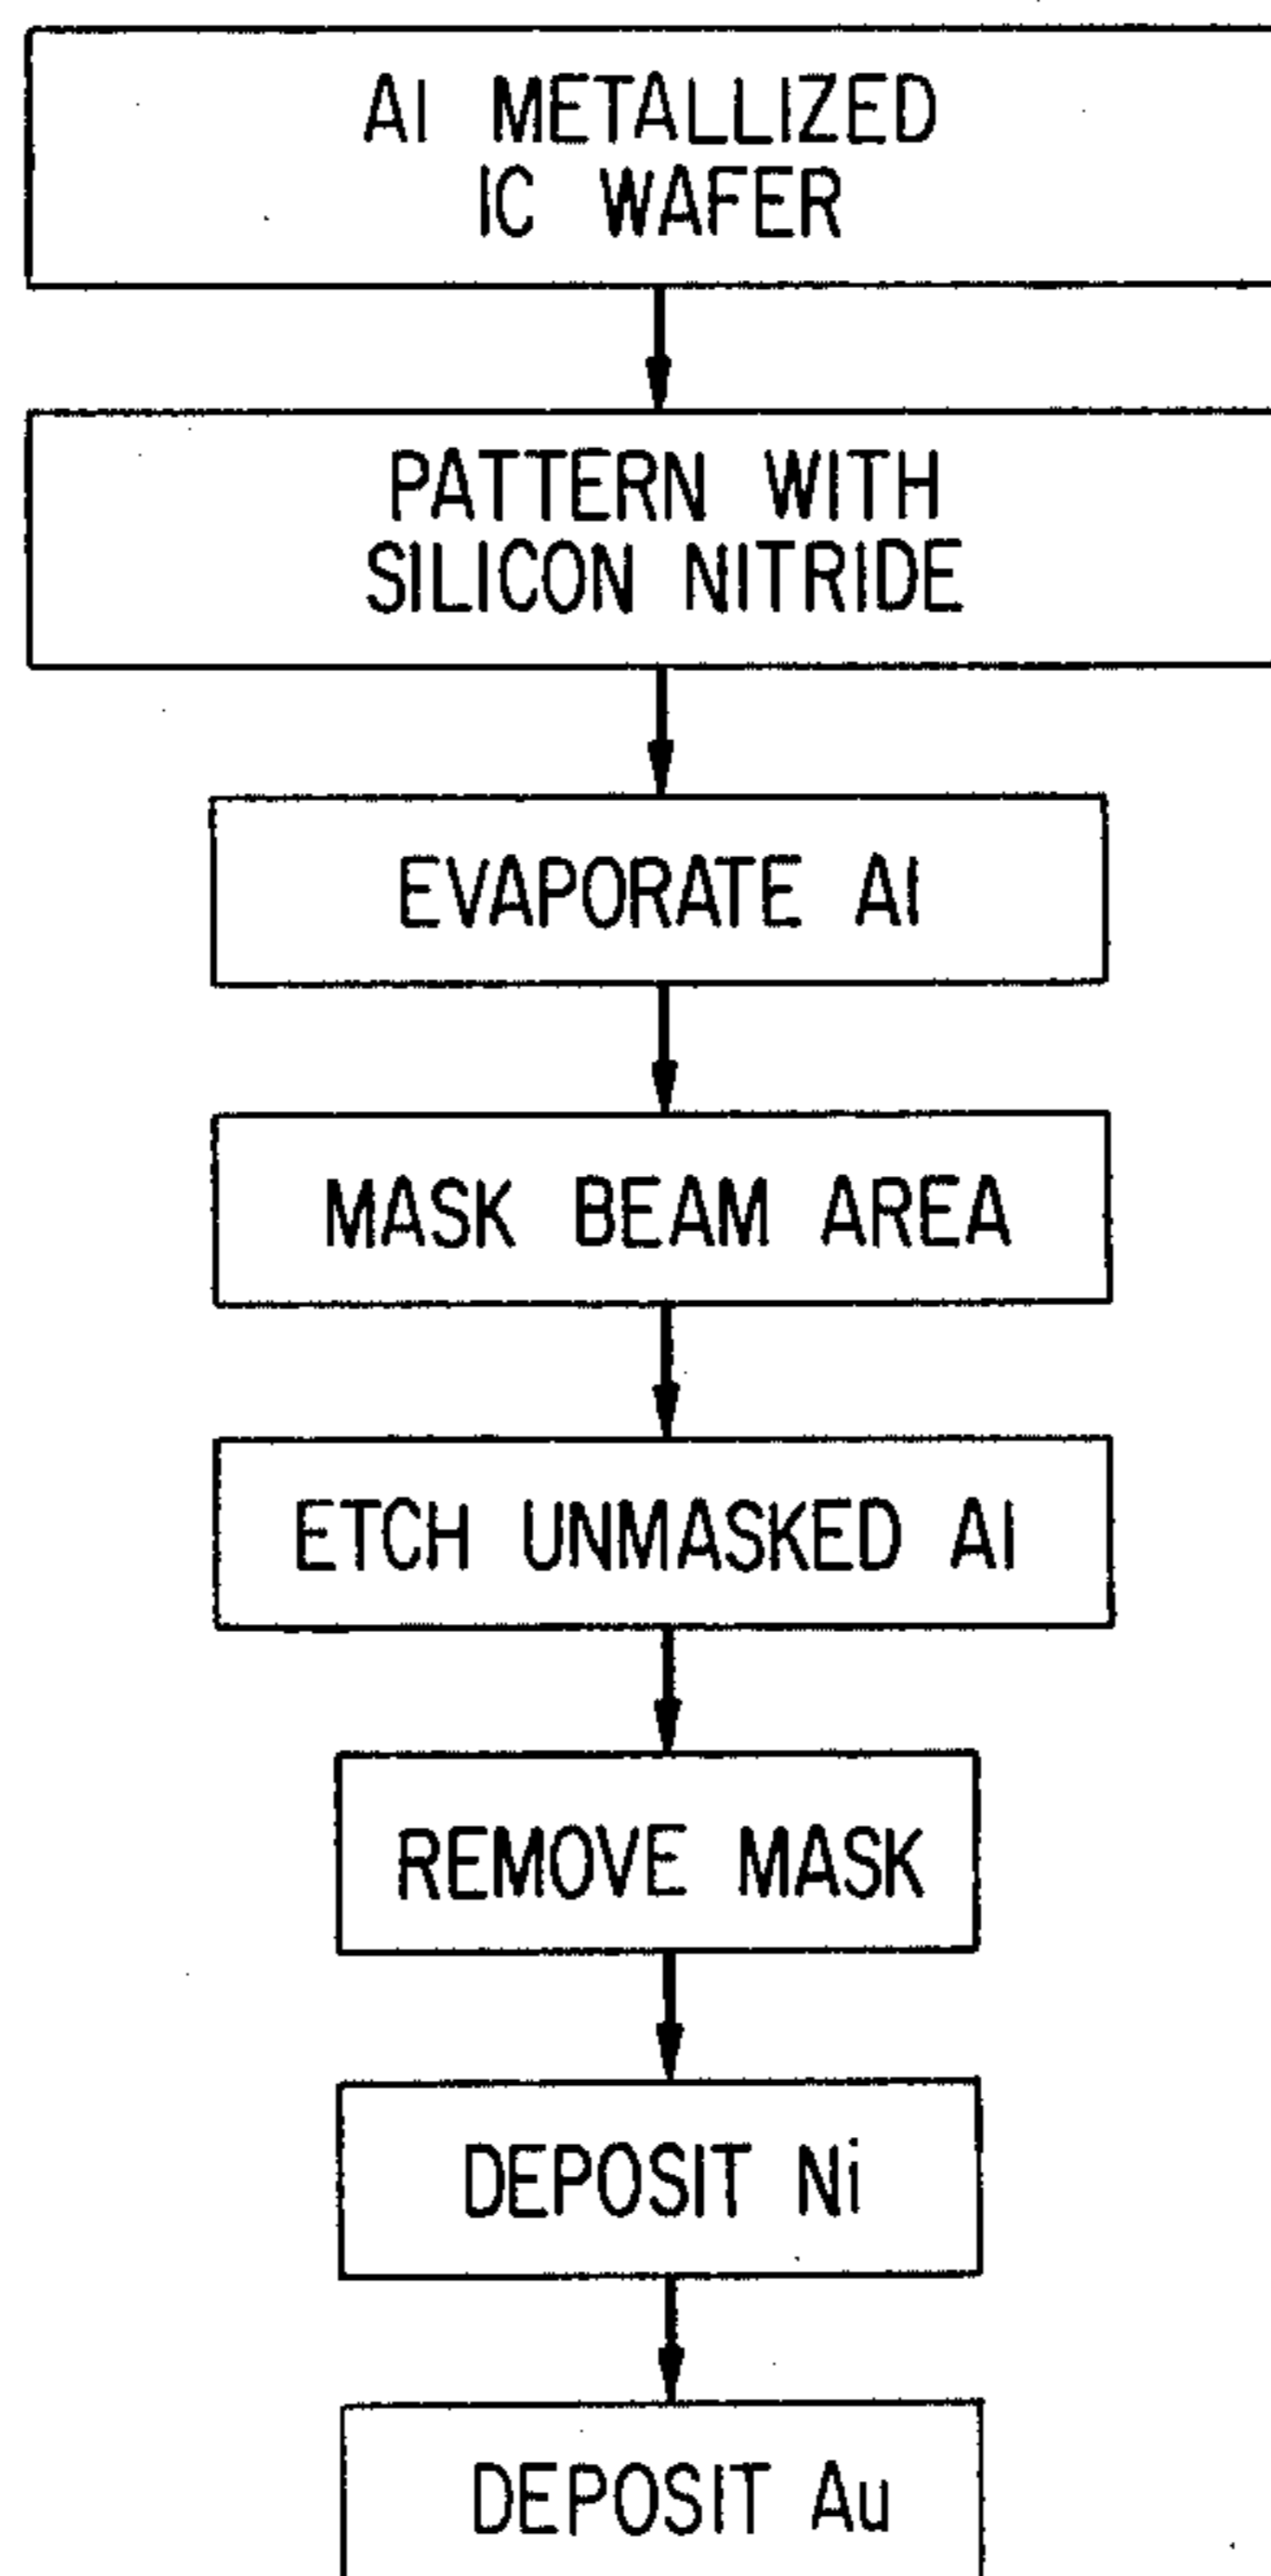 Al METALLIZED
IC WAFER
PATTERN WITH
SILICON NITRIDE
EVAPORATE Al
MASK BEAM AREA
ETCH UNMASKED Al
REMOVE MASK
DEPOSIT Ni
DEPOSIT Au